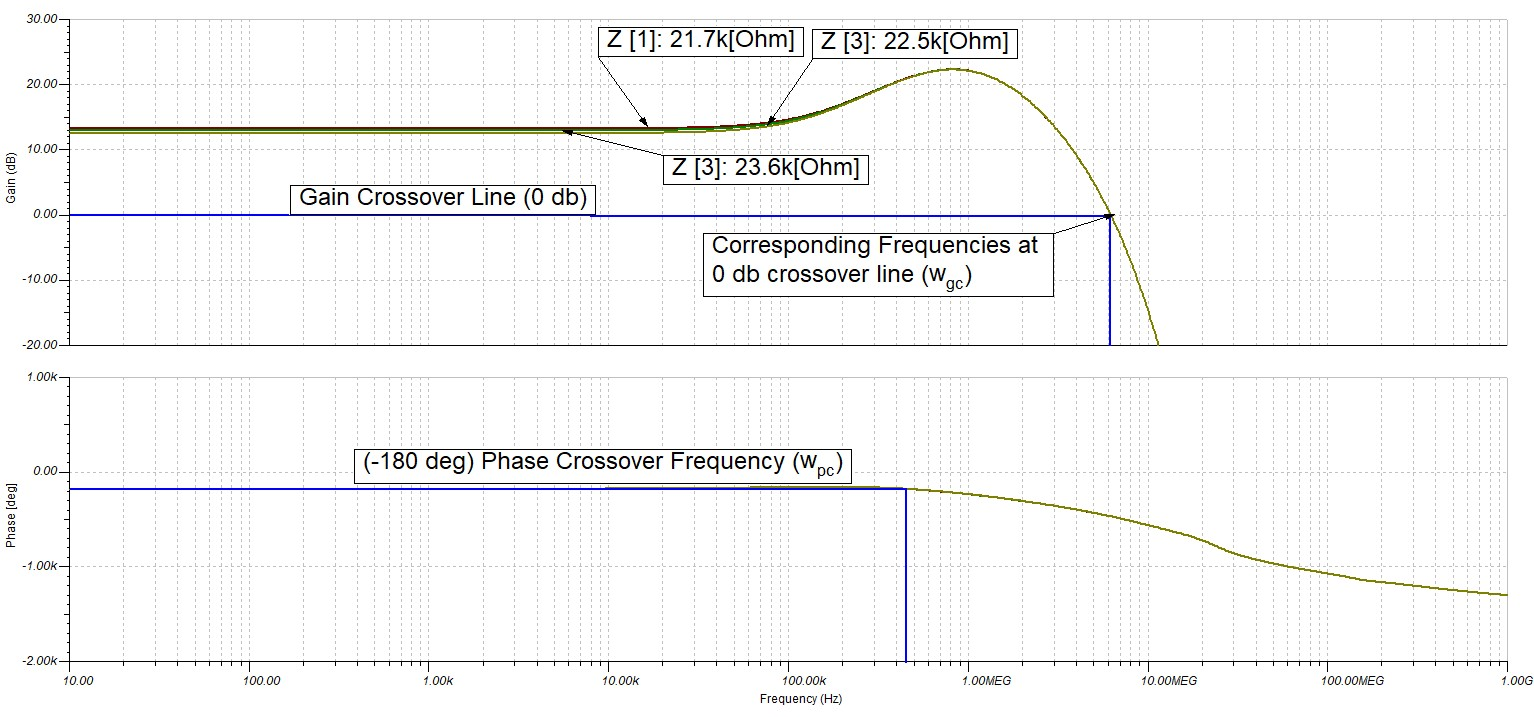 30.00
Z [1]: 21.7k[Ohm]
Z [3]: 22.5k[Ohm]
20.00
10.00
Z [3]: 23.6k[Ohm]
Gain (dB)
Gain Crossover Line (0 db)
0.00
Corresponding Frequencies at
0 db crossover line (wgc)
-10.00
-20.00
1.00k
(-180 deg) Phase Crossover Frequency (wpc)
0.00
Phase [deg]
-1.00k
-2.00k
10.00 100.00 1.00k 10.00k 100.00k 1.00MEG 10.00MEG 100.00MEG 1.00G
Frequency (Hz)